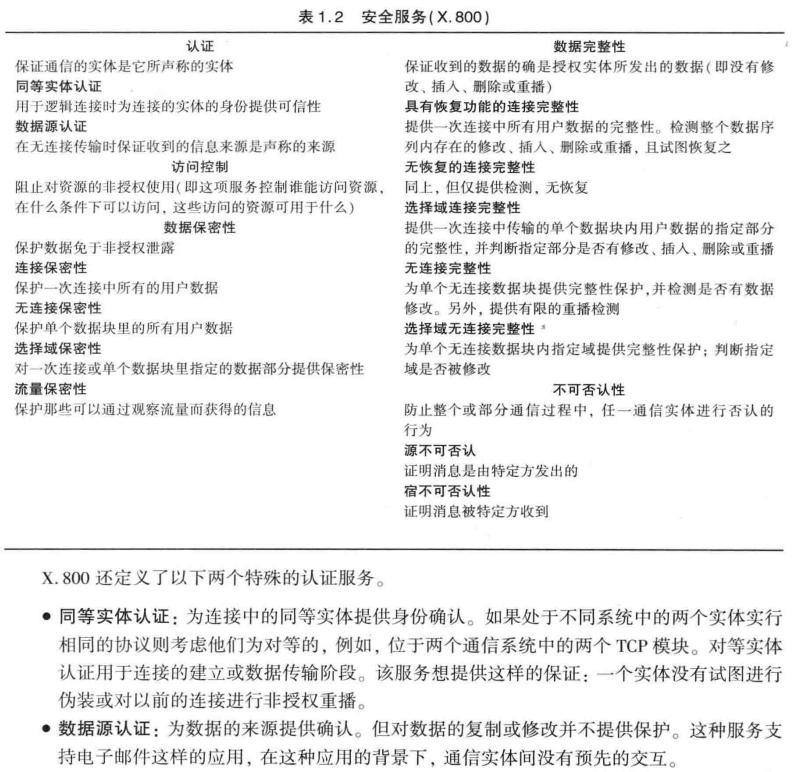 表1.2 安全服务(X.800)
认证
保证通信的实体是它所声称的实体
同等实体认证
用于逻辑连接时为连接的实体的身份提供可信性
数据源认证
在无连接传输时保证收到的信息来源是声称的来源
访问控制
阻止对资源的非授权使用(即这项服务控制谁能访问资源,
在什么条件下可以访问, 这些访问的资源可用于什么)
数据保密性
保护数据免于非授权泄露
连接保密性
保护一次连接中所有的用户数据
无连接保密性
保护单个数据块里的所有用户数据
选择域保密性
对一次连接或单个数据块里指定的数据部分提供保密性
流量保密性
保护那些可以通过观察流量而获得的信息
数据完整性
保证收到的数据的确是授权实体所发出的数据(即没有修
改、插入、删除或重播)
具有恢复功能的连接完整性
提供一次连接中所有用户数据的完整性。检测整个数据序
列内存在的修改、插入、删除或重播, 且试图恢复之
无恢复的连接完整性
同上, 但仅提供检测, 无恢复
选择域连接完整性
提供一次连接中传输的单个数据块内用户数据的指定部分
的完整性, 并判断指定部分是否有修改、插入、删除或重播
无连接完整性
为单个无连接数据块提供完整性保护,并检测是否有数据
修改。另外, 提供有限的重播检测
选择域无连接完整性
为单个无连接数据块内指定域提供完整性保护; 判断指定
域是否被修改
不可否认性
防止整个或部分通信过程中, 任一通信实体进行否认的
行为
源不可否认
证明消息是由特定方发出的
宿不可否认性
证明消息被特定方收到
X.800 还定义了以下两个特殊的认证服务。
● 同等实体认证: 为连接中的同等实体提供身份确认。如果处于不同系统中的两个实体实行
相同的协议则考虑他们为对等的, 例如, 位于两个通信系统中的两个 TCP 模块。对等实体
认证用于连接的建立或数据传输阶段。该服务想提供这样的保证: 一个实体没有试图进行
伪装或对以前的连接进行非授权重播。
● 数据源认证: 为数据的来源提供确认。但对数据的复制或修改并不提供保护。这种服务支
持电子邮件这样的应用, 在这种应用的背景下, 通信实体间没有预先的交互。